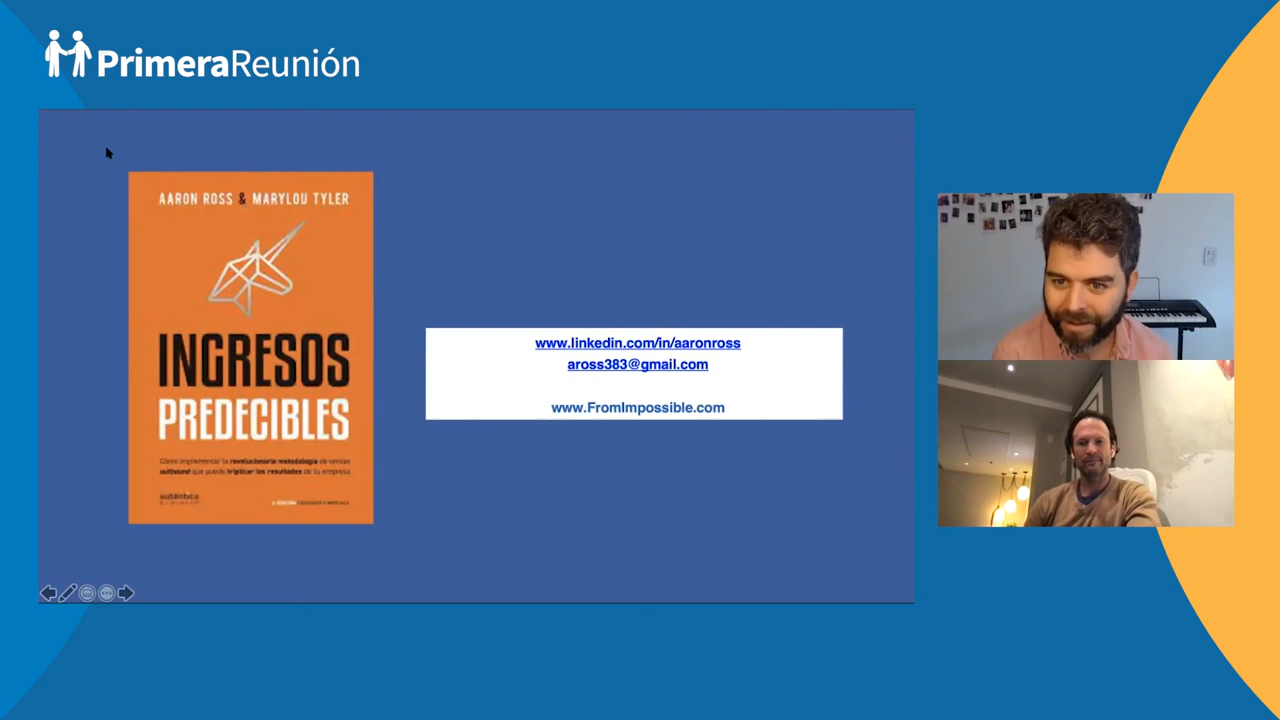 PrimeraReunión
AARON ROSS & MARYLOU TYLER
INGRESOS
PREDECIBLES
Cómo implementar la revolucionaria metodología de ventas
outbound que puede triplicar los resultados de tu empresa
auténtica
www.linkedin.com/in/aaronross
aross383@gmail.com
www.FromImpossible.com